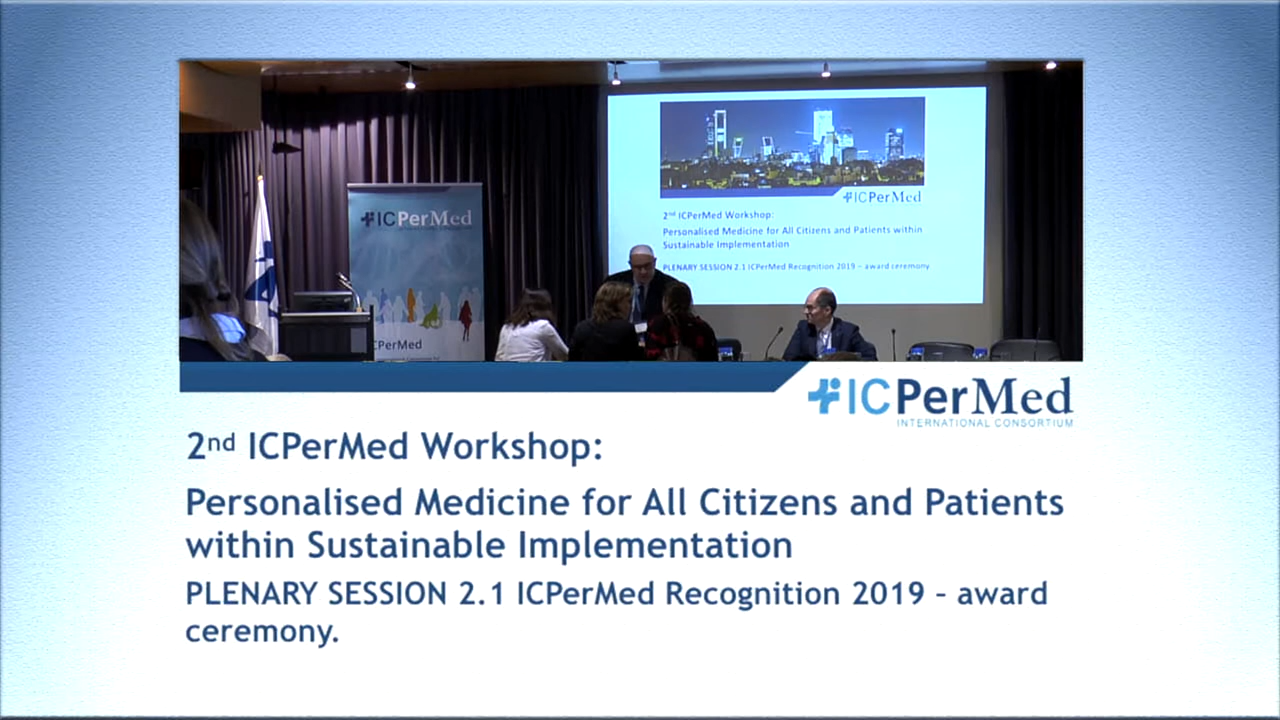 ICPerMed
ICPerMed
2nd ICPerMed Workshop:
Personalised Medicine for All Citizens and Patients within
Sustainable Implementation
PLENARY SESSION 2.1 ICPerMed Recognition 2019 – award ceremony
CPerMed
ICPerMed
INTERNATIONAL CONSORTIUM
2nd ICPerMed Workshop:
Personalised Medicine for All Citizens and Patients
within Sustainable Implementation
PLENARY SESSION 2.1 ICPerMed Recognition 2019 – award
ceremony.